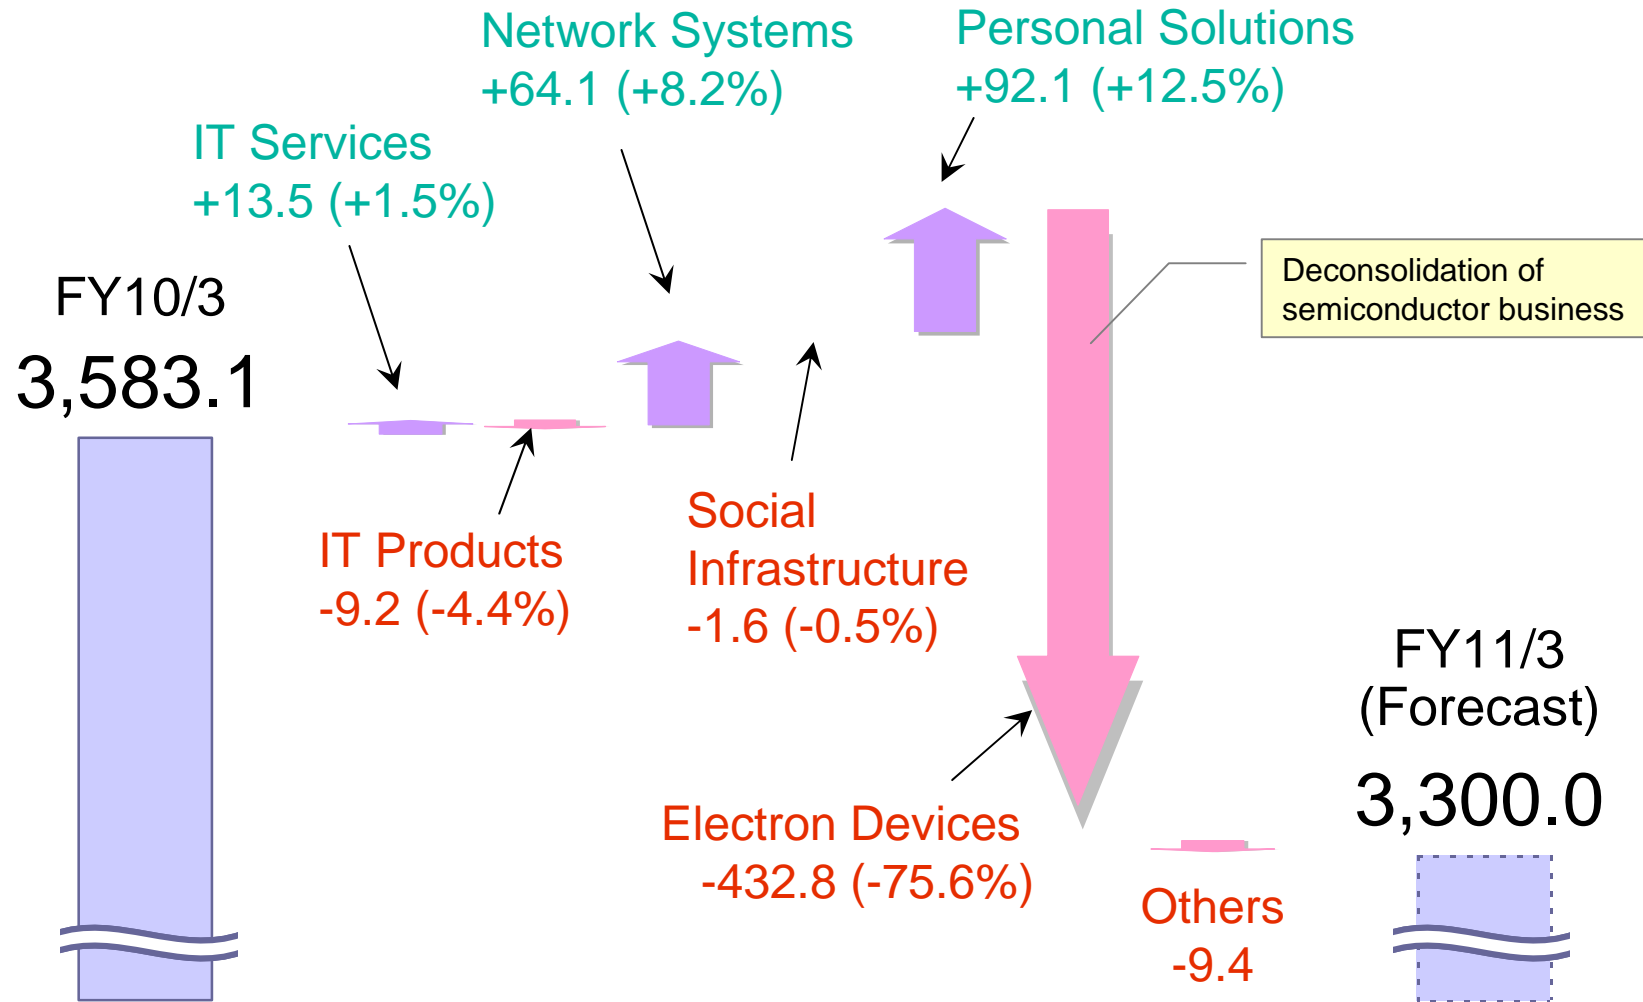 Network Systems
+64.1 (+8.2%)
Personal Solutions
+92.1 (+12.5%)
IT Services
+13.5 (+1.5%)
FY10/3
3,583.1
Deconsolidation of
semiconductor business
IT Products
-9.2 (-4.4%)
Social
Infrastructure
-1.6 (-0.5%)
Electron Devices
-432.8 (-75.6%)
Others
-9.4
FY11/3
(Forecast)
3,300.0